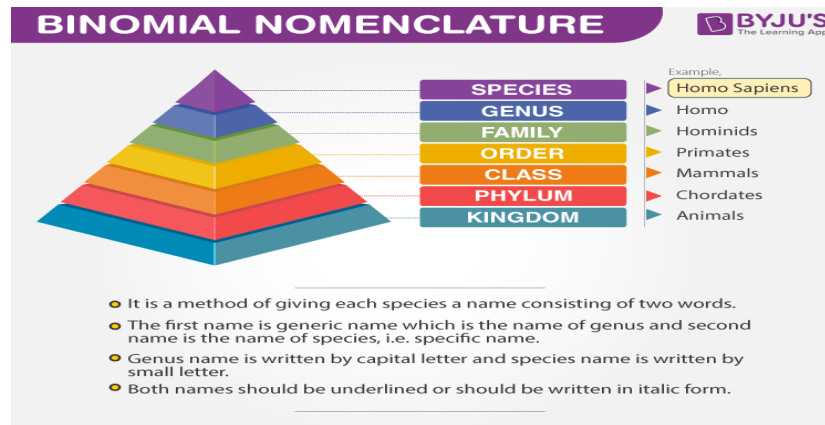 BINOMIAL NOMENCLATURE
BYJU'S
The Learning App
Example,
SPECIES Homo Sapiens
GENUS Homo
FAMILY Hominids
ORDER Primates
CLASS Mammals
PHYLUM Chordates
KINGDOM Animals
It is a method of giving each species a name consisting of two words.
The first name is generic name which is the name of genus and second
name is the name of species, i.e. specific name.
Genus name is written by capital letter and species name is written by
small letter.
Both names should be underlined or should be written in italic form.